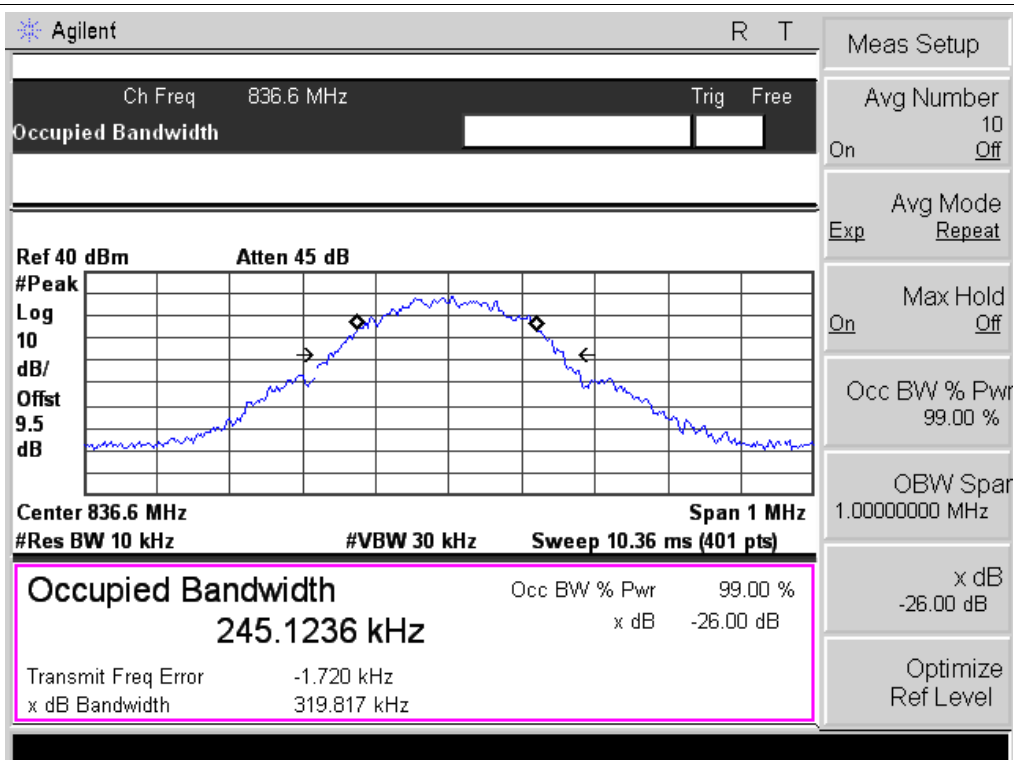 Agilent R T
Ch Freq 836.6 MHz Trig Free
Occupied Bandwidth
Ref 40 dBm Atten 45 dB
#Peak
Log
10
dB/
Offst
9.5
dB
Center 836.6 MHz Span 1 MHz
#Res BW 10 kHz #VBW 30 kHz Sweep 10.36 ms (401 pts)
Occupied Bandwidth
245.1236 kHz
Occ BW % Pwr 99.00 %
x dB -26.00 dB
Transmit Freq Error -1.720 kHz
x dB Bandwidth 319.817 kHz
Meas Setup
Avg Number
10
On Off
Avg Mode
Exp Repeat
Max Hold
On Off
Occ BW % Pwr
99.00 %
OBW Span
1.00000000 MHz
x dB
-26.00 dB
Optimize
Ref Level